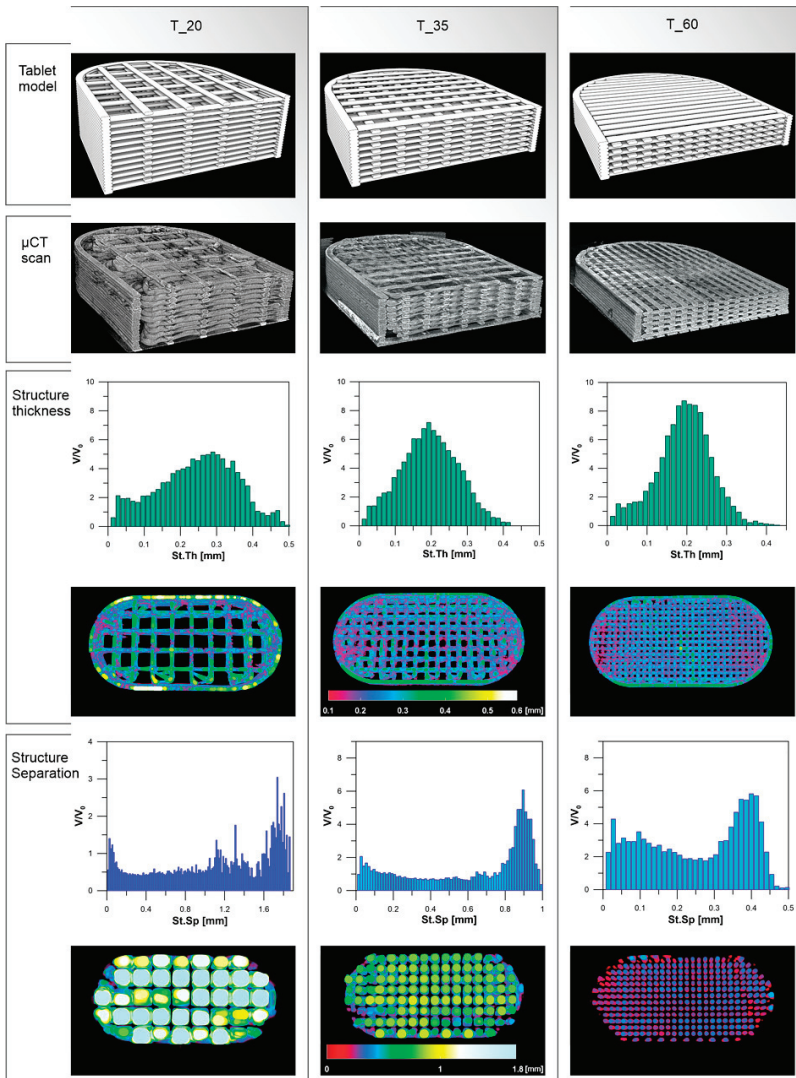 T_20
T_35
T_60
Tablet
model
µCT
scan
Structure
thickness
10
8
6
4
2
0
V/V0
0.1
0.2
0.3
0.4
0.5
St.Th [mm]
10
8
6
4
2
0
V/V0
0.1
0.2
0.3
0.4
0.5
St.Th [mm]
10
8
6
4
2
0
V/V0
0
0.1
0.2
0.3
0.4
St.Th [mm]
0.1
0.2
0.3
0.4
0.5
0.6 [mm]
Structure
Separation
4
3
2
1
0
V/V0
0
0.4
0.8
1.2
1.6
St.Sp [mm]
8
6
4
2
0
V/V0
0
0.2
0.4
0.6
0.8
1
St.Sp [mm]
8
6
4
2
0
V/V0
0
0.1
0.2
0.3
0.4
0.5
St.Sp [mm]
0
1
1.8 [mm]